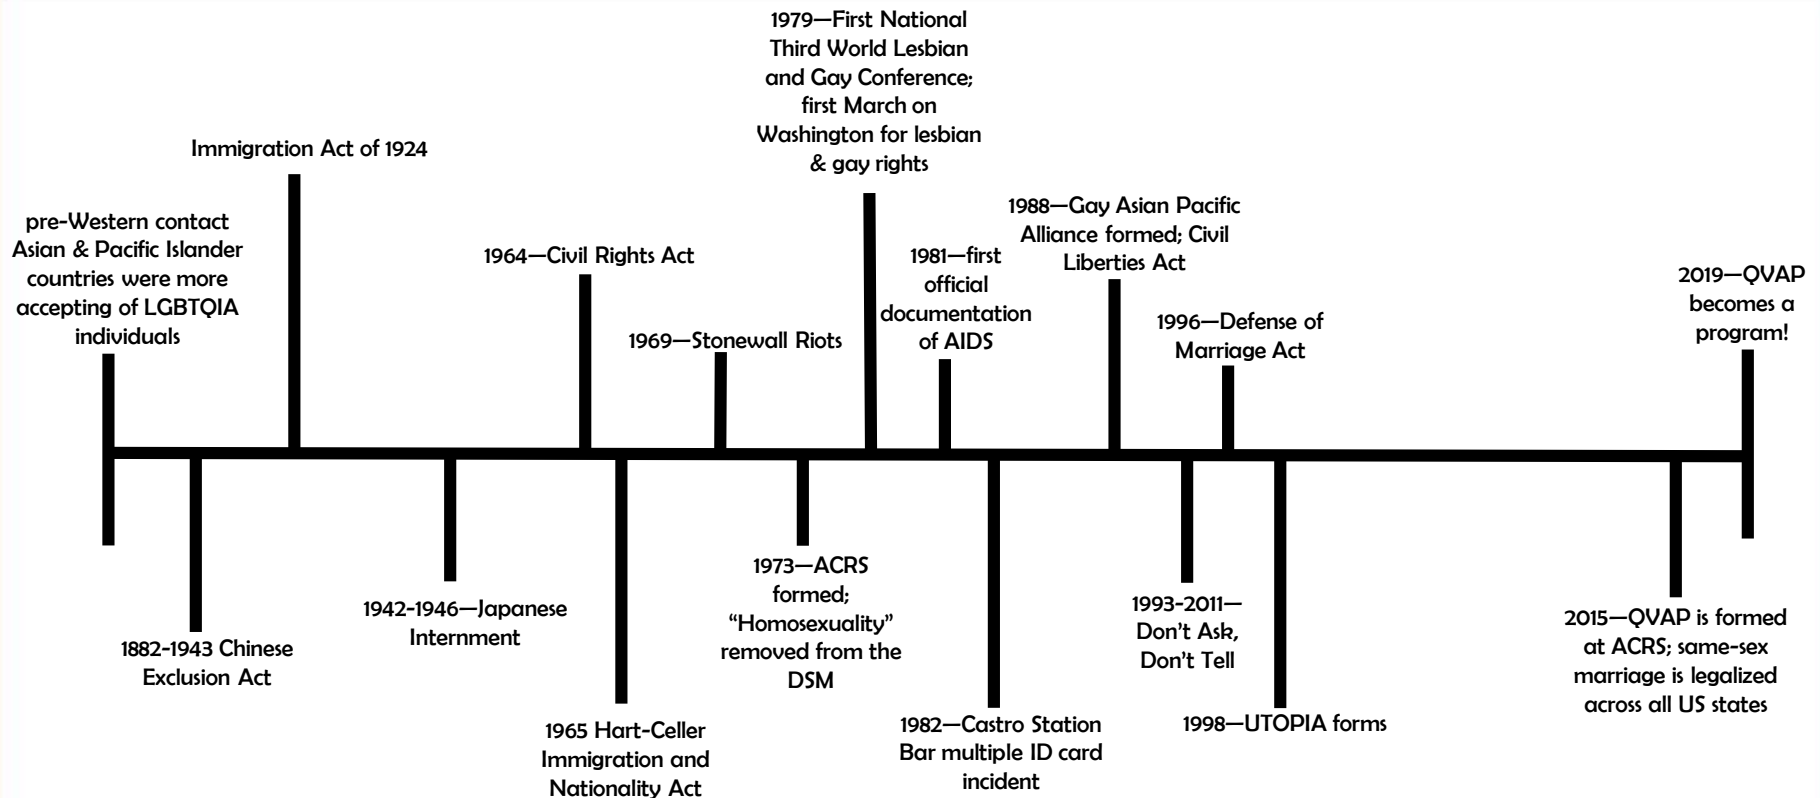 pre-Western contact
Asian & Pacific Islander
countries were more
accepting of LGBTQIA
individuals
1882-1943 Chinese
Exclusion Act
Immigration Act of 1924
1942-1946—Japanese
Internment
1964—Civil Rights Act
1965 Hart-Celler
Immigration and
Nationality Act
1969—Stonewall Riots
1973—ACRS
formed;
“Homosexuality”
removed from the
DSM
1979—First National
Third World Lesbian
and Gay Conference;
first March on
Washington for lesbian
& gay rights
1981—first
official
documentation
of AIDS
1982—Castro Station
Bar multiple ID card
incident
1988—Gay Asian Pacific
Alliance formed; Civil
Liberties Act
1993-2011—
Don’t Ask,
Don’t Tell
1996—Defense of
Marriage Act
1998—UTOPIA forms
2015—QVAP is formed
at ACRS; same-sex
marriage is legalized
across all US states
2019—QVAP
becomes a
program!